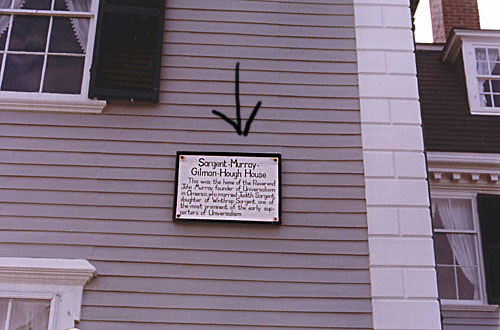 Sargent-Murray-
Gilman-Hough House
This was the home of the Reverend
John Murray, founder of Universalism
in America, who married Judith Sargent,
daughter of Winthrop Sargent, one of
the most prominent of the early sup-
porters of Universalism.